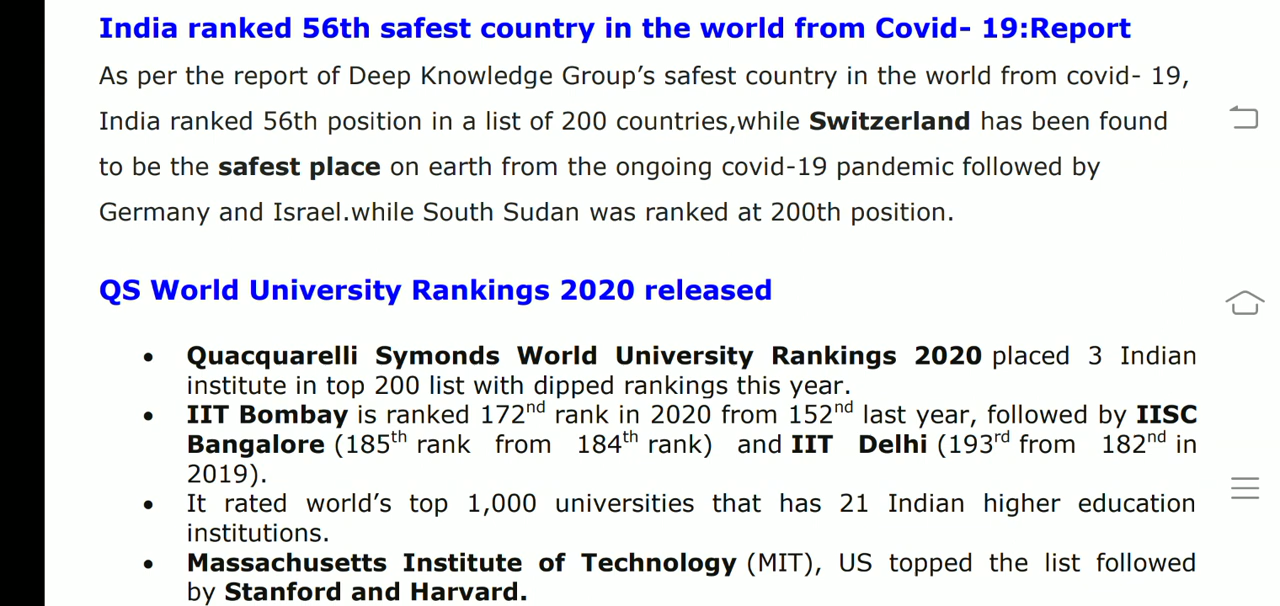 India ranked 56th safest country in the world from Covid- 19:Report
As per the report of Deep Knowledge Group’s safest country in the world from covid- 19,
India ranked 56th position in a list of 200 countries,while Switzerland has been found
to be the safest place on earth from the ongoing covid-19 pandemic followed by
Germany and Israel.while South Sudan was ranked at 200th position.
QS World University Rankings 2020 released
• Quacquarelli Symonds World University Rankings 2020 placed 3 Indian
institute in top 200 list with dipped rankings this year.
• IIT Bombay is ranked 172nd rank in 2020 from 152nd last year, followed by IISC
Bangalore (185th rank from 184th rank) and IIT Delhi (193rd from 182nd in
2019).
• It rated world’s top 1,000 universities that has 21 Indian higher education
institutions.
• Massachusetts Institute of Technology (MIT), US topped the list followed
by Stanford and Harvard.